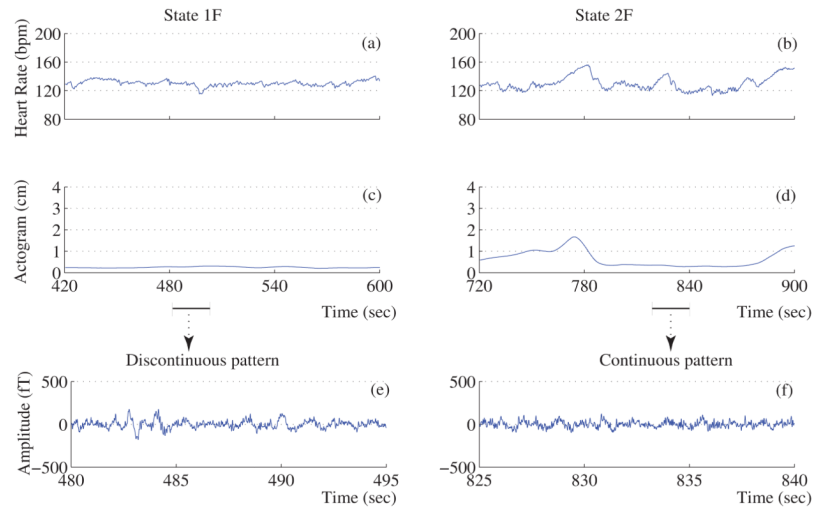 State 1F
State 2F
Heart Rate (bpm)
200
160
120
80
(a)
200
160
120
80
(b)
Actogram (cm)
4
3
2
1
0
(c)
420
480
540
600
Time (sec)
4
3
2
1
0
(d)
720
780
840
900
Time (sec)
Discontinuous pattern
Continuous pattern
Amplitude (fT)
500
0
−500
(e)
480
485
490
495
Time (sec)
500
0
−500
(f)
825
830
835
840
Time (sec)